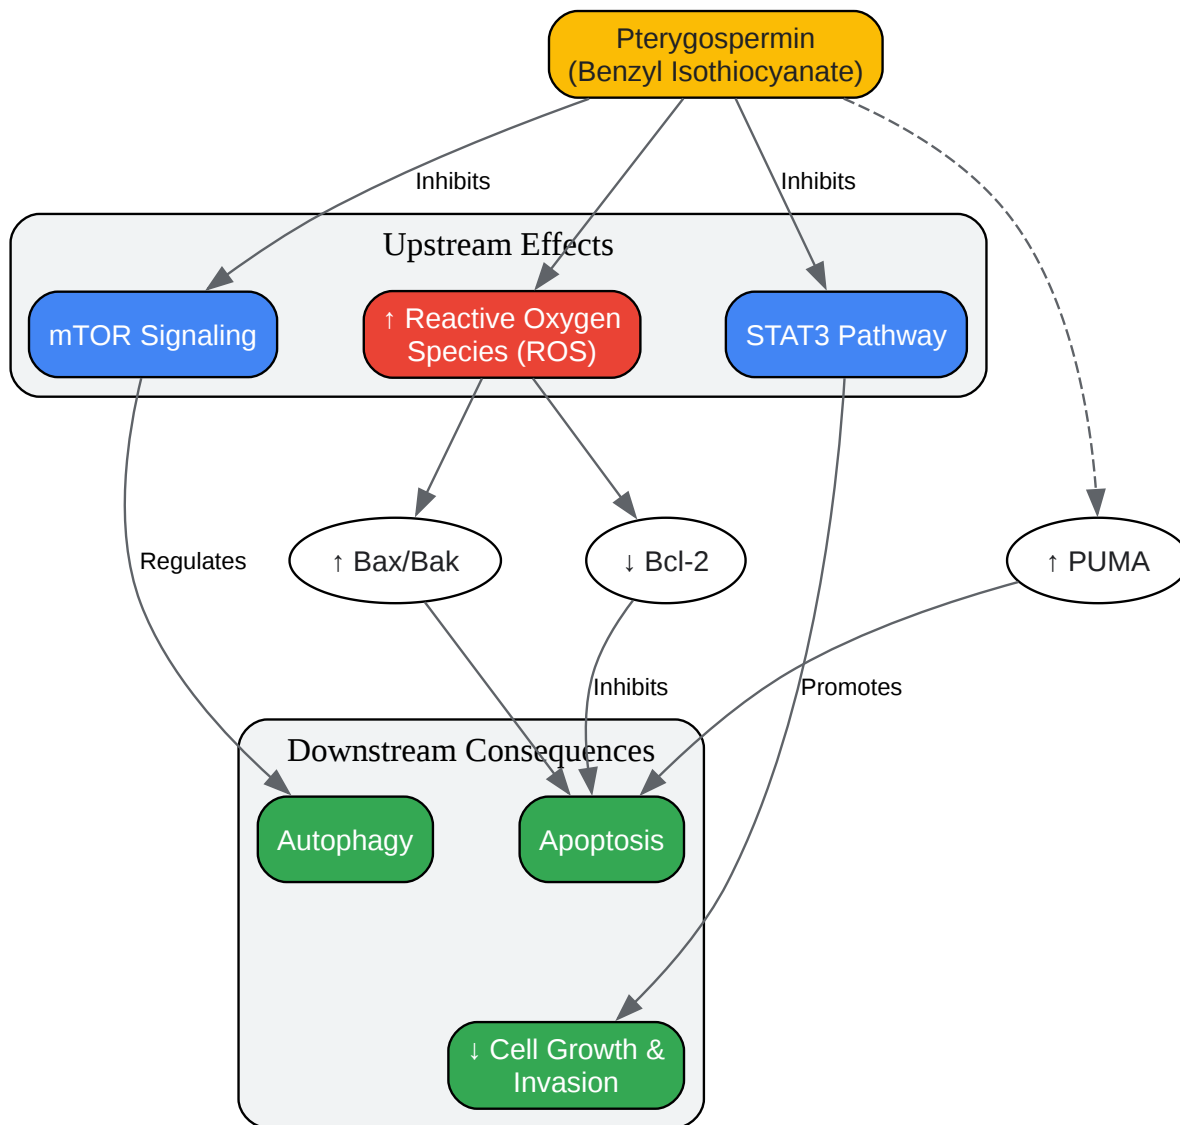 Pterygospermin
(Benzyl Isothiocyanate)
Inhibits
Inhibits
Upstream Effects
mTOR Signaling
↑ Reactive Oxygen
Species (ROS)
STAT3 Pathway
Regulates
↑ Bax/Bak
↓ Bcl-2
↑ PUMA
Inhibits
Promotes
Downstream Consequences
Autophagy
Apoptosis
↓ Cell Growth &
Invasion